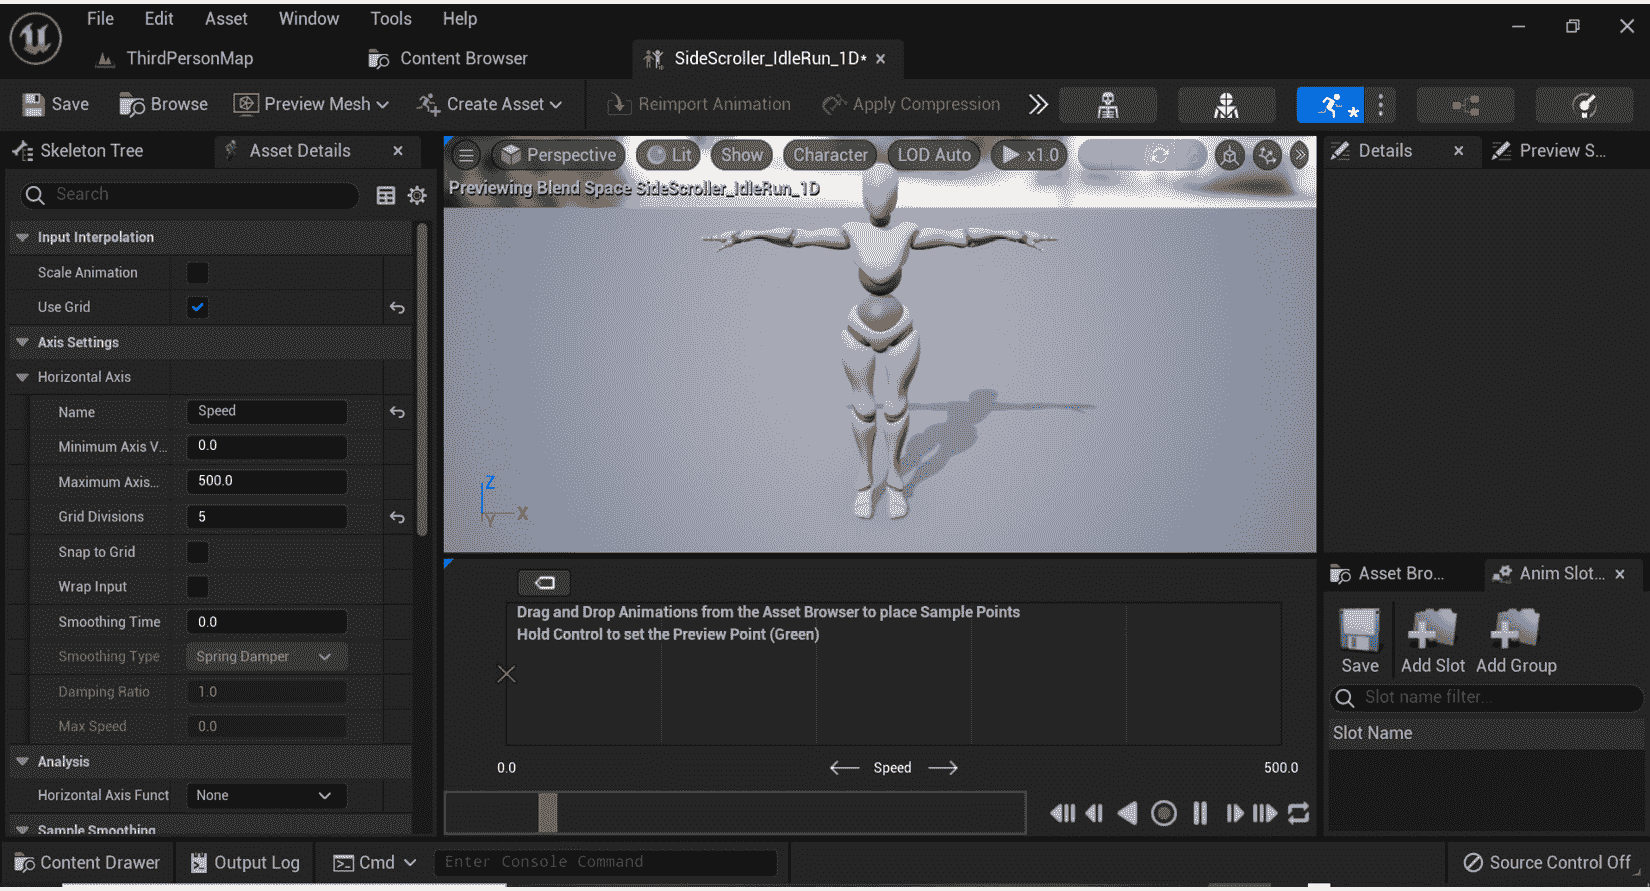 File Edit Asset Window Tools Help
ThirdPersonMap Content Browser SideScroller_IdleRun_1D*
Save Browse Preview Mesh Create Asset Reimport Animation Apply Compression
Skeleton Tree Asset Details
Search
Input Interpolation
Scale Animation
Use Grid
Axis Settings
Horizontal Axis
Name Speed
Minimum Axis V... 0.0
Maximum Axis... 500.0
Grid Divisions 5
Snap to Grid
Wrap Input
Smoothing Time 0.0
Smoothing Type Spring Damper
Damping Ratio 1.0
Max Speed 0.0
Analysis
Horizontal Axis Funct None
Sample Smoothing
Perspective Lit Show Character LOD Auto x1.0
Previewing Blend Space SideScroller_IdleRun_1D
Z
Y X
Drag and Drop Animations from the Asset Browser to place Sample Points
Hold Control to set the Preview Point (Green)
0.0 Speed 500.0
Details Preview S...
Asset Bro... Anim Slot...
Save Add Slot Add Group
Slot name filter...
Slot Name
Content Drawer Output Log Cmd Enter Console Command Source Control Off